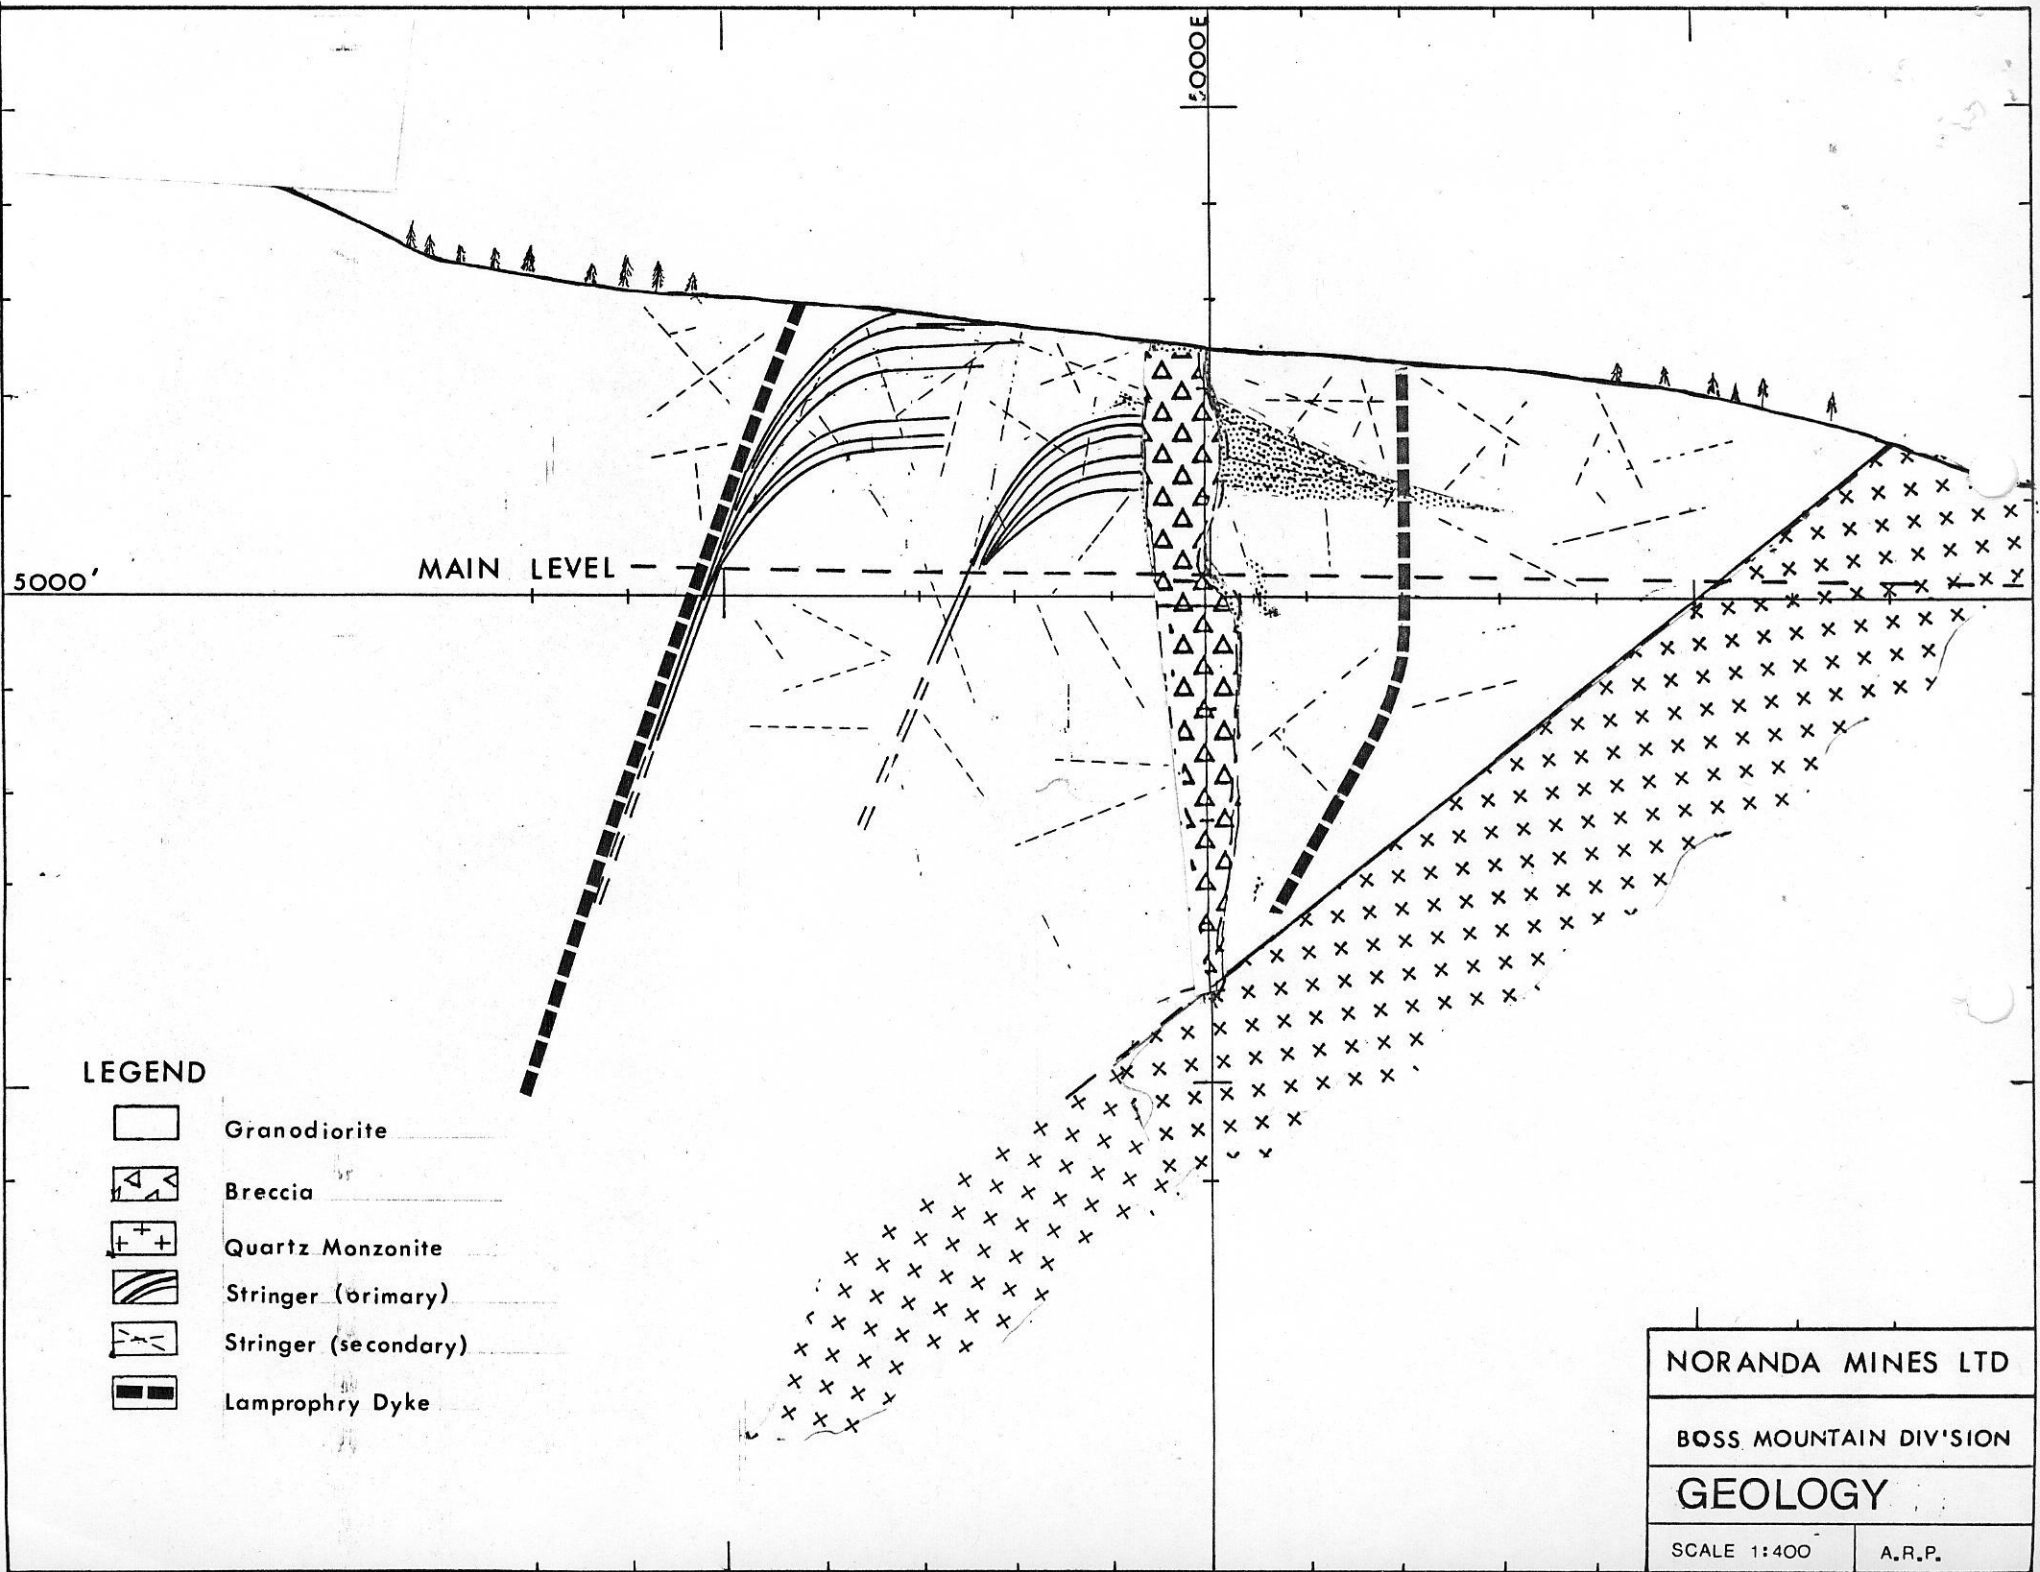 5000E
MAIN LEVEL
5000'
LEGEND
Granodiorite
Breccia
Quartz Monzonite
Stringer (orimary)
Stringer (secondary)
Lamprophry Dyke
NORANDA MINES LTD
BOSS MOUNTAIN DIV'SION
GEOLOGY
SCALE 1:400
A.R.P.